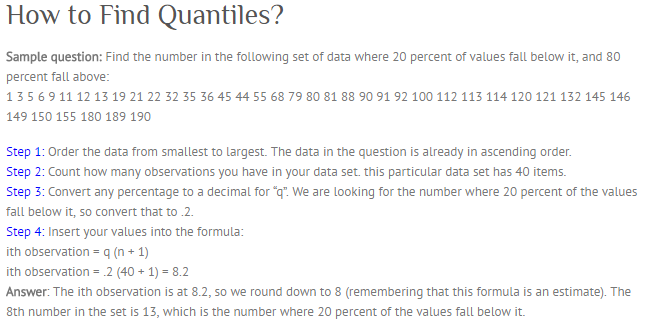 How to Find Quantiles?
Sample question: Find the number in the following set of data where 20 percent of values fall below it, and 80
percent fall above:
1 3 5 6 9 11 12 13 19 21 22 32 35 36 45 44 55 68 79 80 81 88 90 91 92 100 112 113 114 120 121 132 145 146
149 150 155 180 189 190
Step 1: Order the data from smallest to largest. The data in the question is already in ascending order.
Step 2: Count how many observations you have in your data set. this particular data set has 40 items.
Step 3: Convert any percentage to a decimal for “q”. We are looking for the number where 20 percent of the values
fall below it, so convert that to .2.
Step 4: Insert your values into the formula:
ith observation = q (n + 1)
ith observation = .2 (40 + 1) = 8.2
Answer: The ith observation is at 8.2, so we round down to 8 (remembering that this formula is an estimate). The
8th number in the set is 13, which is the number where 20 percent of the values fall below it.